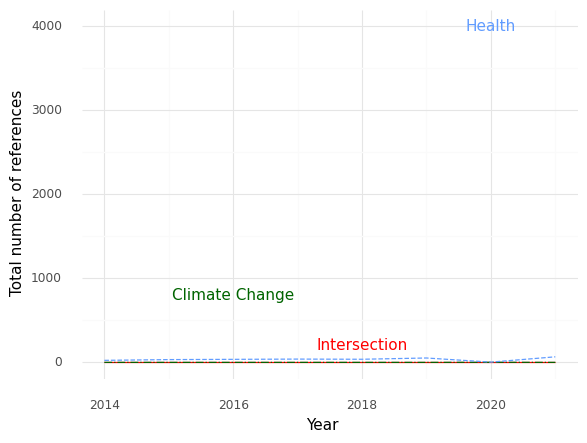 4000
Health
3000
Total number of references
2000
1000
Climate Change
Intersection
0
2014
2016
2018
2020
Year